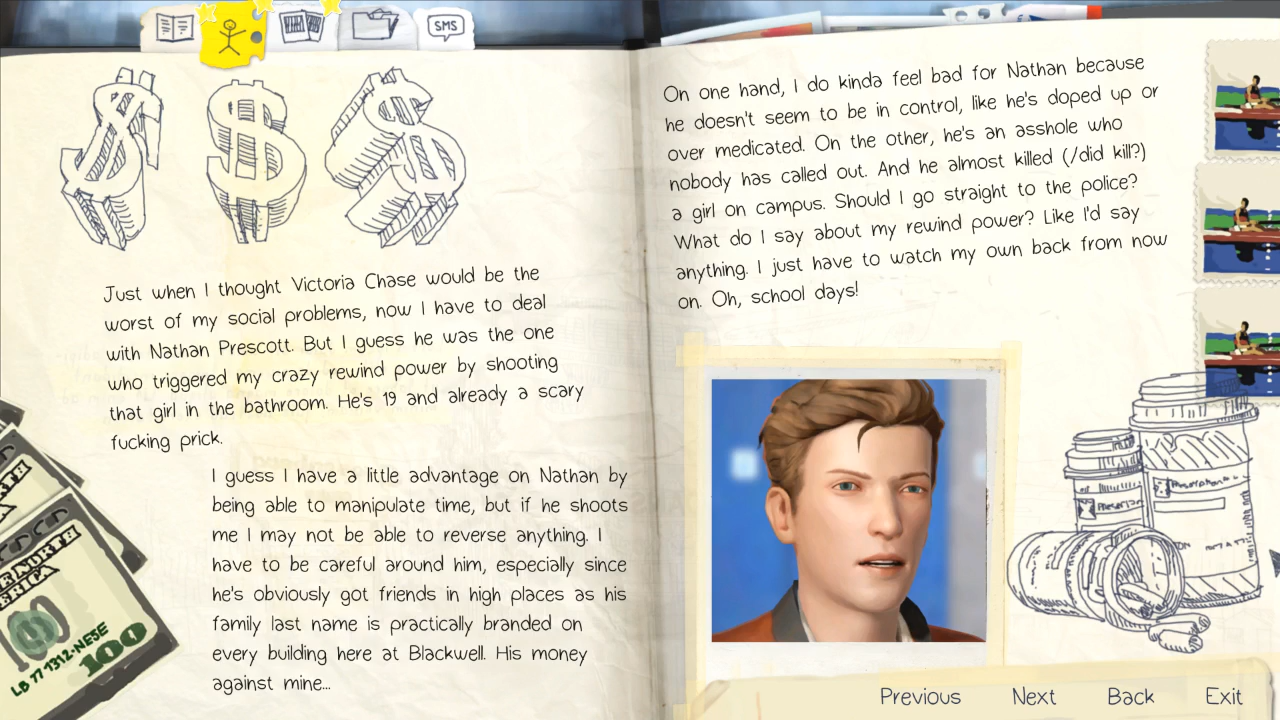 SMS
Just when I thought Victoria Chase would be the
worst of my social problems, now I have to deal
with Nathan Prescott. But I guess he was the one
who triggered my crazy rewind power by shooting
that girl in the bathroom. He's 19 and already a scary
fucking prick.
I guess I have a little advantage on Nathan by
being able to manipulate time, but if he shoots
me I may not be able to reverse anything. I
have to be careful around him, especially since
he's obviously got friends in high places as his
family last name is practically branded on
every building here at Blackwell. His money
against mine...
LB 77 1312-NESE
100
On one hand, I do kinda feel bad for Nathan because
he doesn't seem to be in control, like he's doped up or
over medicated. On the other, he's an asshole who
nobody has called out. And he almost killed (/did kill?)
a girl on campus. Should I go straight to the police?
What do I say about my rewind power? Like I'd say
anything. I just have to watch my own back from now
on. Oh, school days!
Previous Next Back Exit